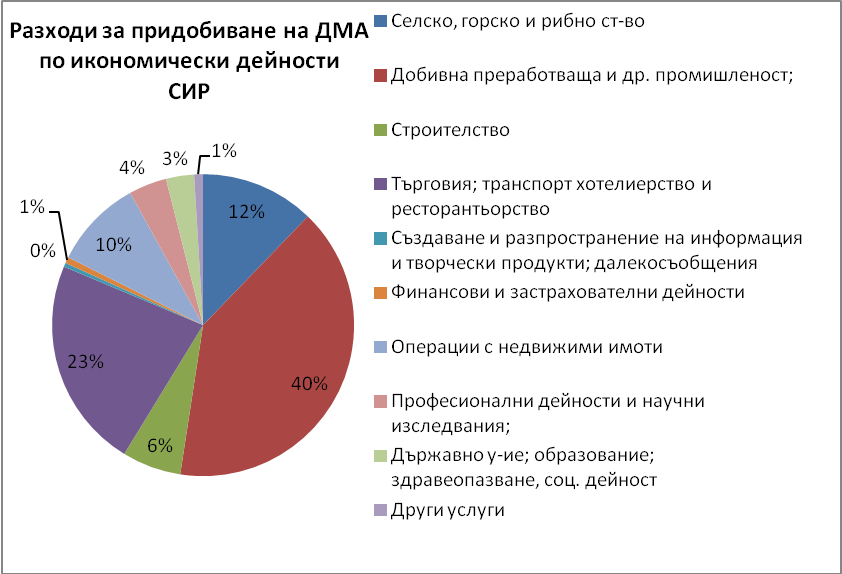 Разходи за придобиване на ДМА
по икономически дейности
СИР
1%
3%
4%
12%
1%
10%
0%
23%
40%
6%
Селско, горско и рибно ст-во
Добивна преработваща и др. промишленост;
Строителство
Търговия; транспорт хотелиерство и
ресторантьорство
Създаване и разпространение на информация
и творчески продукти; далекосъобщения
Финансови и застрахователни дейности
Операции с недвижими имоти
Професионални дейности и научни
изследвания;
Държавно у-ие; образование;
здравеопазване, соц. дейност
Други услуги